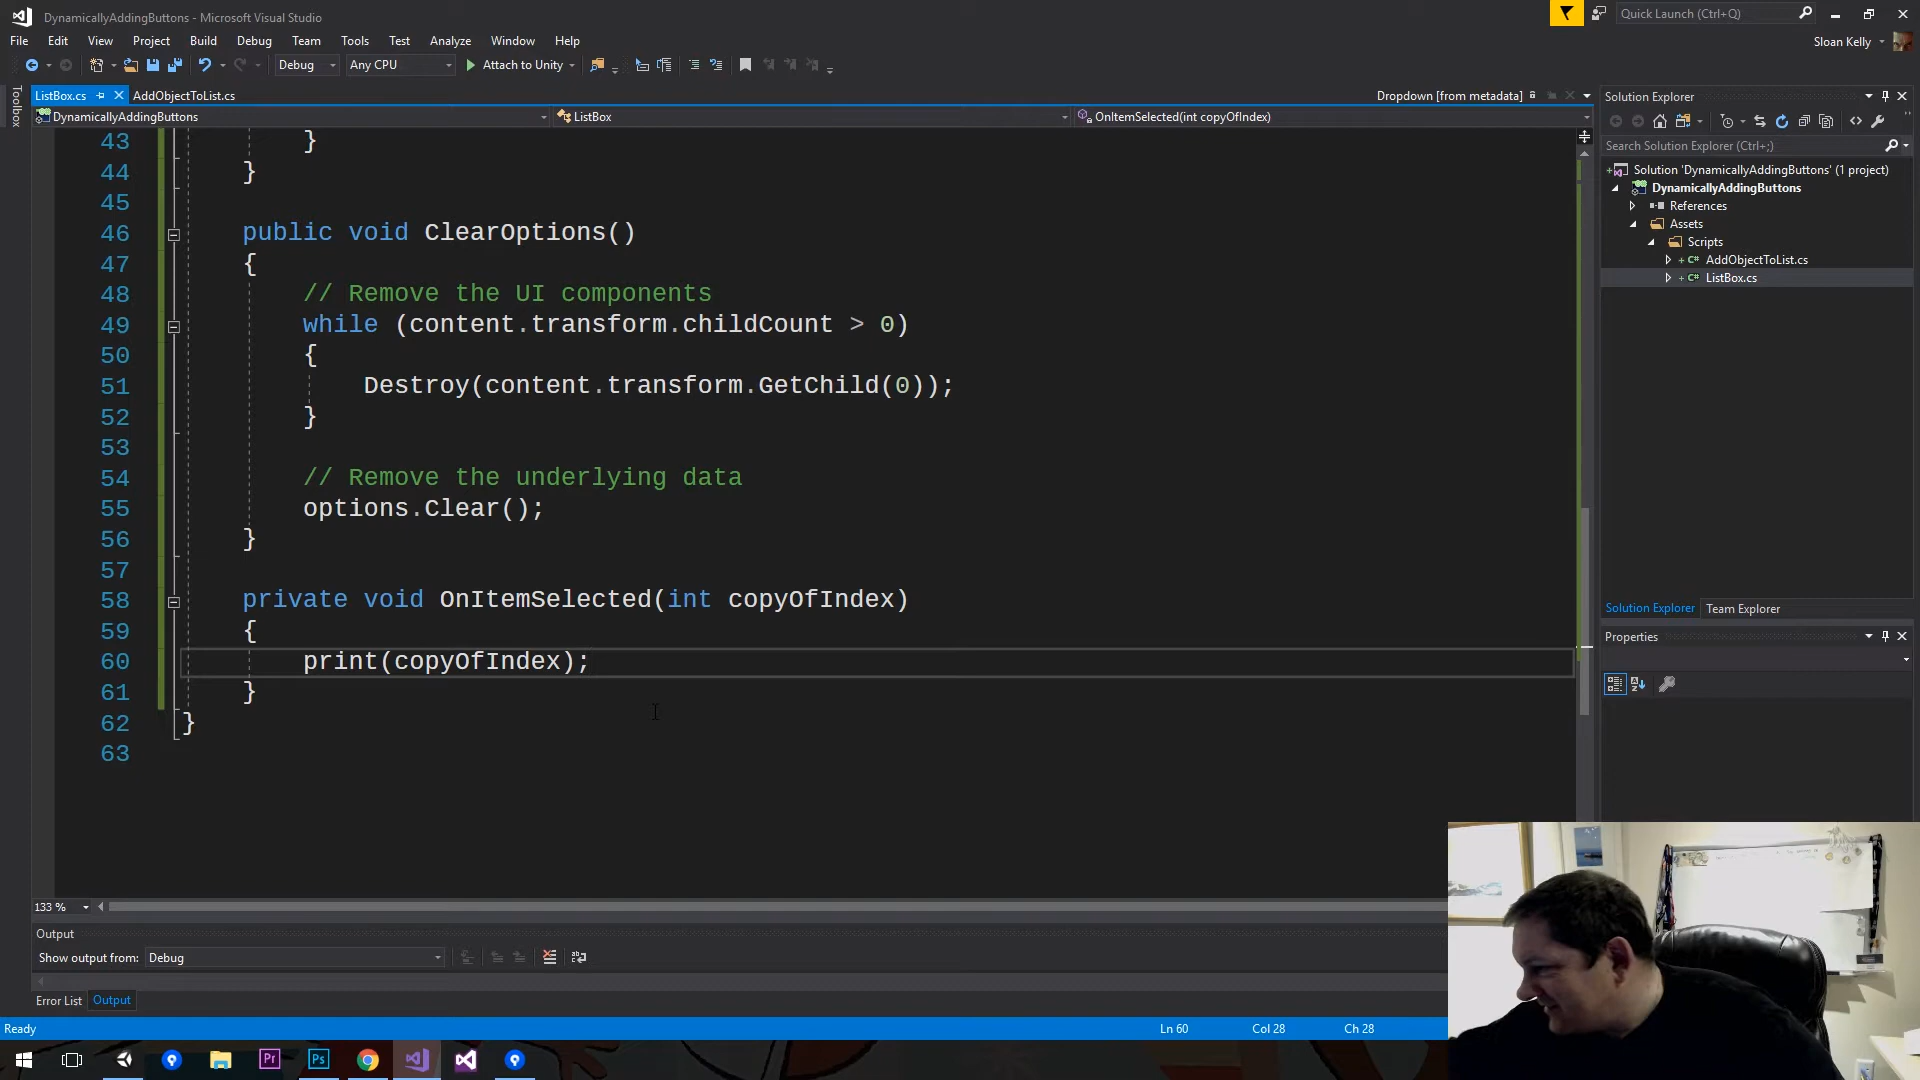 DynamicallyAddingButtons - Microsoft Visual Studio
Quick Launch (Ctrl+Q)
File Edit View Project Build Debug Team Tools Test Analyze Window Help
Sloan Kelly
Debug Any CPU Attach to Unity
Toolbox
ListBox.cs AddObjectToList.cs Dropdown [from metadata]
DynamicallyAddingButtons ListBox OnItemSelected(int copyOfIndex)
43 }
44 }
45
46 public void ClearOptions()
47 {
48 // Remove the UI components
49 while (content.transform.childCount > 0)
50 {
51 Destroy(content.transform.GetChild(0));
52 }
53
54 // Remove the underlying data
55 options.Clear();
56 }
57
58 private void OnItemSelected(int copyOfIndex)
59 {
60 print(copyOfIndex);
61 }
62 }
63
133 %
Output
Show output from: Debug
Error List Output
Ready Ln 60 Col 28 Ch 28
Solution Explorer
Search Solution Explorer (Ctrl+;)
Solution 'DynamicallyAddingButtons' (1 project)
DynamicallyAddingButtons
References
Assets
Scripts
C# AddObjectToList.cs
C# ListBox.cs
Solution Explorer Team Explorer
Properties
Pr Ps